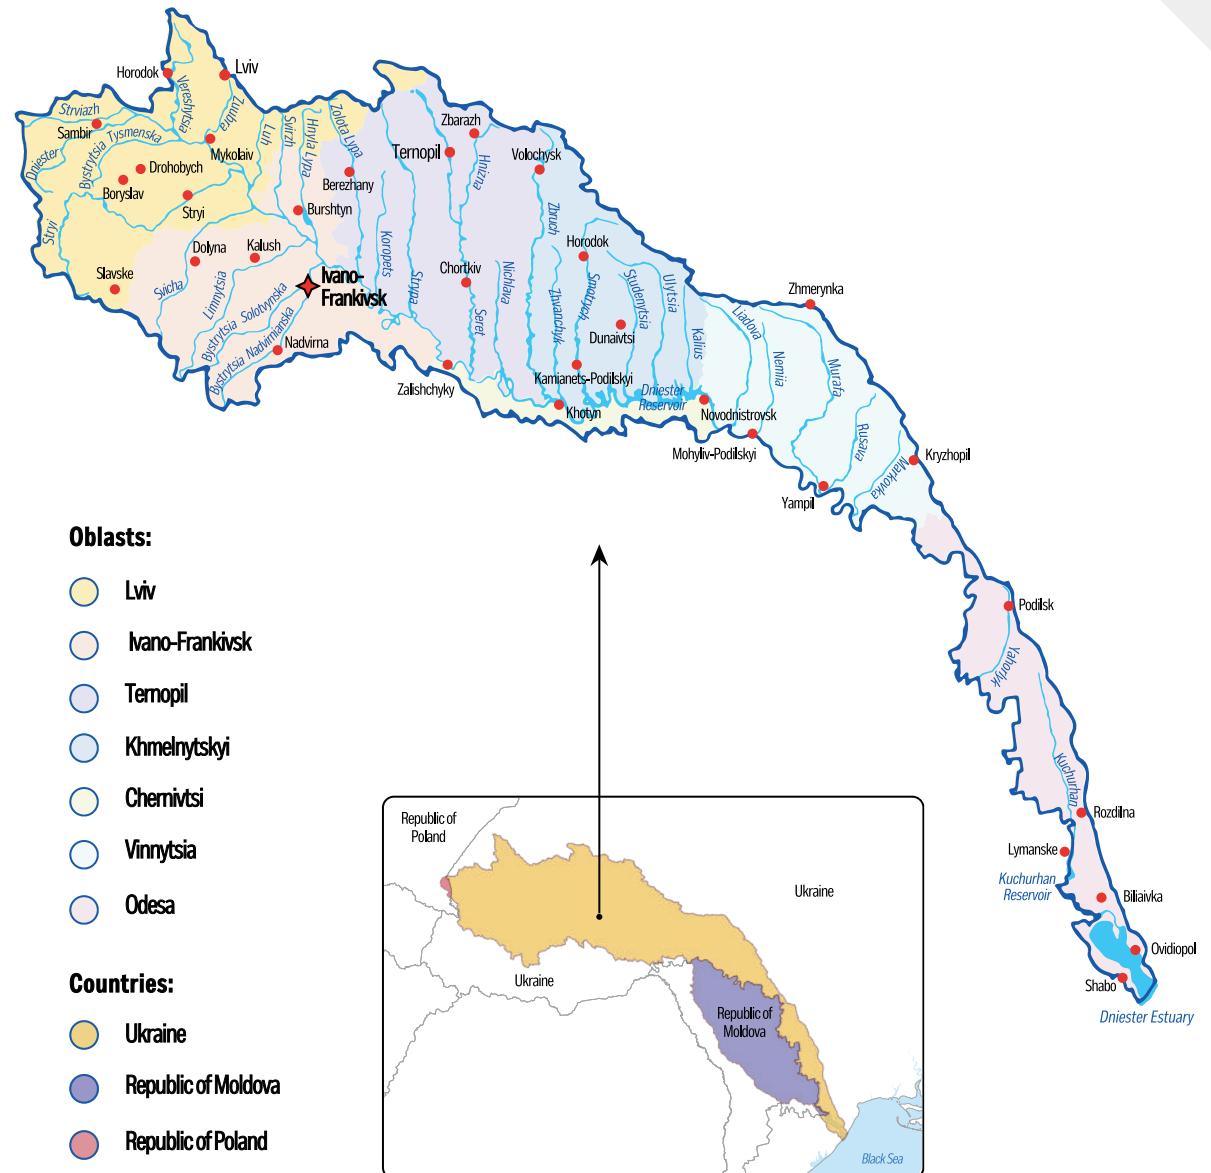 Horodok
Lviv
Vereshytsia
Zuubra
Strviazh
Sambir
Dniester
Bystrytsia Tysmenska
Mykolaiv
Luh
Svirzh
Hnyla Lypa
Zolota Lypa
Drohobych
Boryslav
Stryi
Stryi
Slavske
Berezhany
Burshtyn
Zbarazh
Ternopil
Hnizna
Volochysk
Zbruch
Horodok
Dolyna
Kalush
Svicha
Limnytsia
Bystrytsia Solotvynska
Bystrytsia Nadvirnianska
Ivano-
Frankivsk
Nadvirna
Koropets
Strypa
Chortkiv
Seret
Nichlava
Zhvanchyk
Smotrych
Studenytsia
Ulytsia
Dunaivtsi
Kalius
Zalishchyky
Kamianets-Podilskyi
Khotyn
Dniester
Reservoir
Novodnistrovsk
Mohyliv-Podilskyi
Zhmerynka
Liadova
Nemiia
Murafa
Rusava
Markovka
Kryzhopil
Yampil
Podilsk
Yahorlyk
Kuchurhan
Rozdilna
Lymanske
Kuchurhan
Reservoir
Biliaivka
Ovidiopol
Shabo
Dniester Estuary
Oblasts:
Lviv
Ivano-Frankivsk
Ternopil
Khmelnytskyi
Chernivtsi
Vinnytsia
Odesa
Countries:
Ukraine
Republic of Moldova
Republic of Poland
Republic of
Poland
Ukraine
Ukraine
Republic of
Moldova
Black Sea